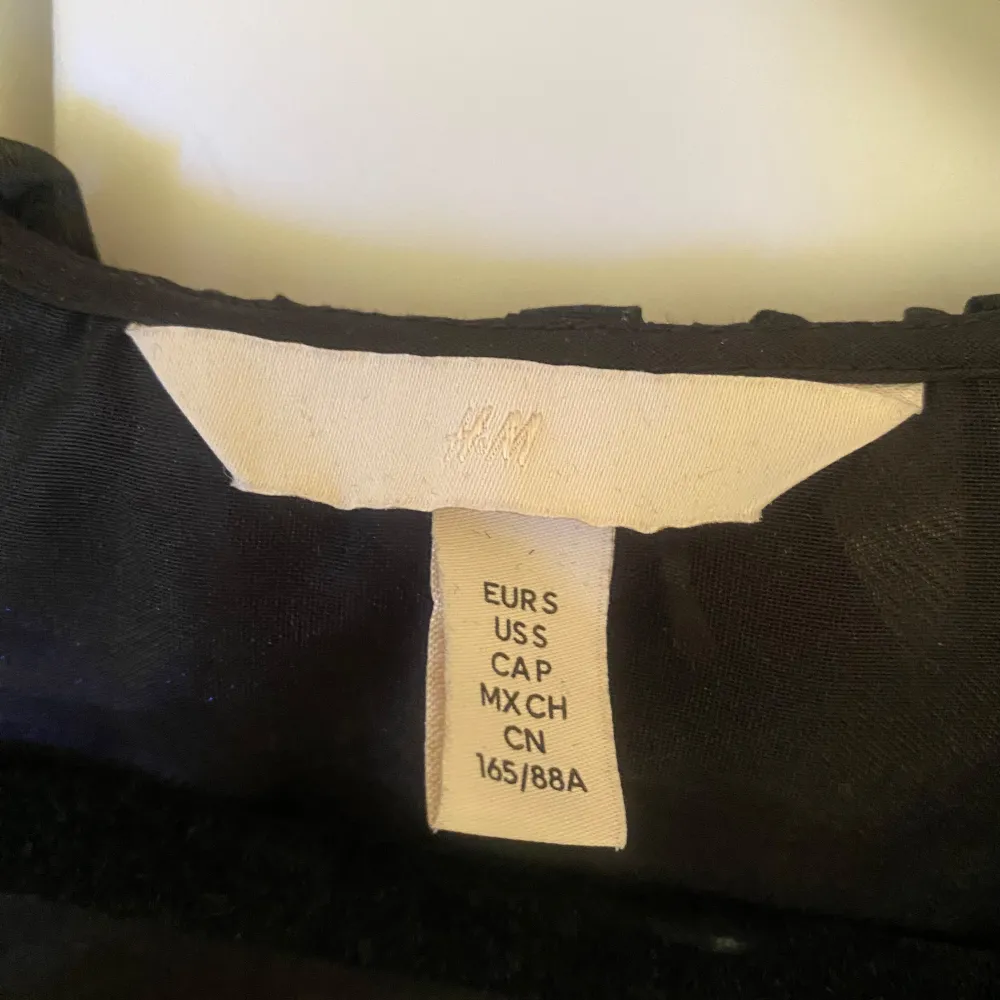 H&M
EUR S
US S
CA P
MX CH
CN
165/88A